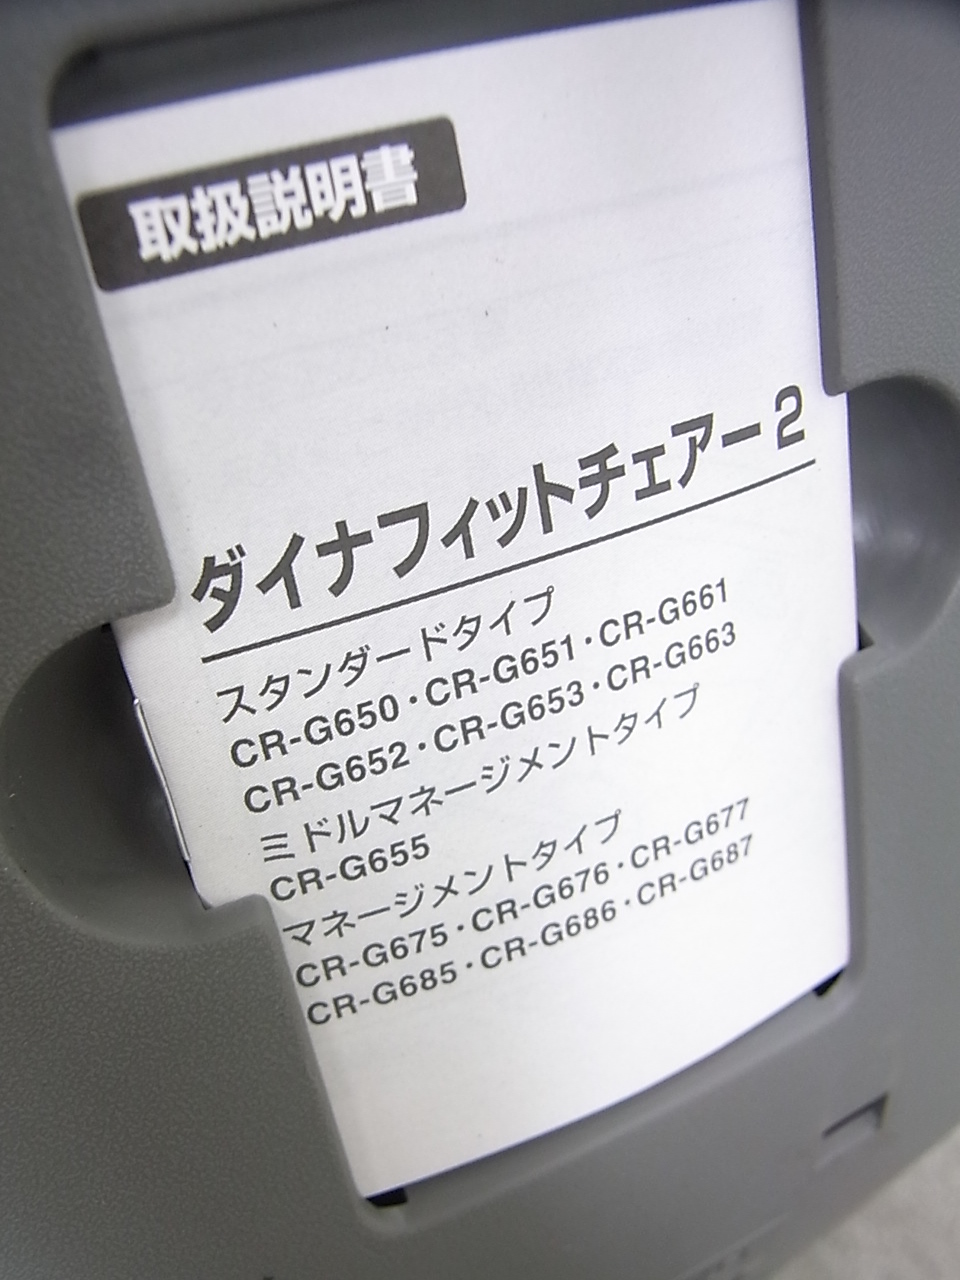 取扱説明書
ダイナフィットチェアー2
スタンダードタイプ
CR-G650・CR-G651・CR-G661
CR-G652・CR-G653・CR-G663
ミドルマネージメントタイプ
CR-G655
マネージメントタイプ
CR-G675・CR-G676・CR-G677
CR-G685・CR-G686・CR-G687